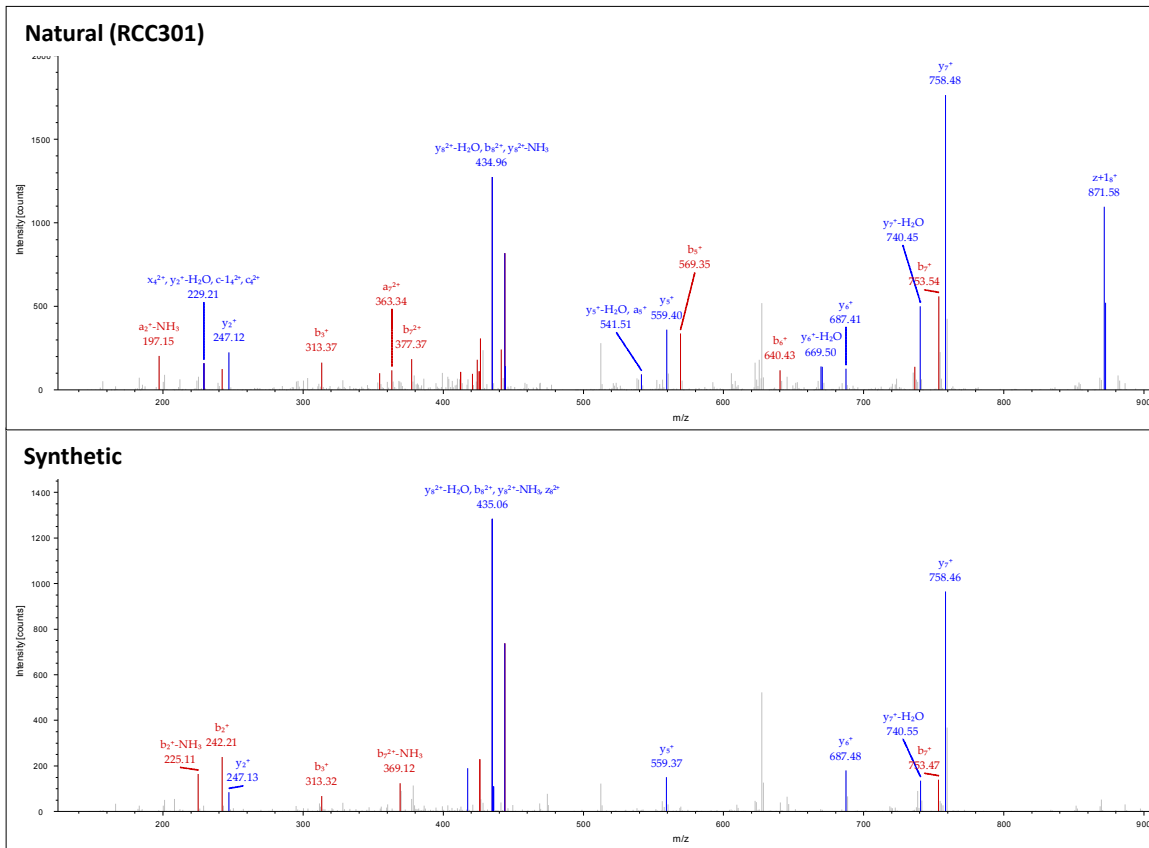 Natural (RCC301)
2000
1500
1000
500
0
Intensity [counts]
200
300
400
500
600
700
800
900
m/z
a₂⁺-NH₃
197.15
x₄²⁺, y₂⁺-H₂O, c-1₄²⁺, c₄²⁺
229.21
y₂⁺
247.12
b₃⁺
313.37
a₇²⁺
363.34
b₇²⁺
377.37
y₈²⁺-H₂O, b₈²⁺, y₈²⁺-NH₃
434.96
y₅⁺-H₂O, a₅⁺
541.51
y₅⁺
559.40
b₅⁺
569.35
b₆⁺
640.43
y₆⁺-H₂O
669.50
y₆⁺
687.41
y₇⁺-H₂O
740.45
b₇⁺
753.54
y₇⁺
758.48
z+1₈⁺
871.58
Synthetic
1400
1200
1000
800
600
400
200
0
Intensity [counts]
200
300
400
500
600
700
800
900
m/z
b₂⁺-NH₃
225.11
b₂⁺
242.21
y₂⁺
247.13
b₃⁺
313.32
b₇²⁺-NH₃
369.12
y₈²⁺-H₂O, b₈²⁺, y₈²⁺-NH₃, z₈²⁺
435.06
y₅⁺
559.37
y₆⁺
687.48
y₇⁺-H₂O
740.55
b₇⁺
753.47
y₇⁺
758.46